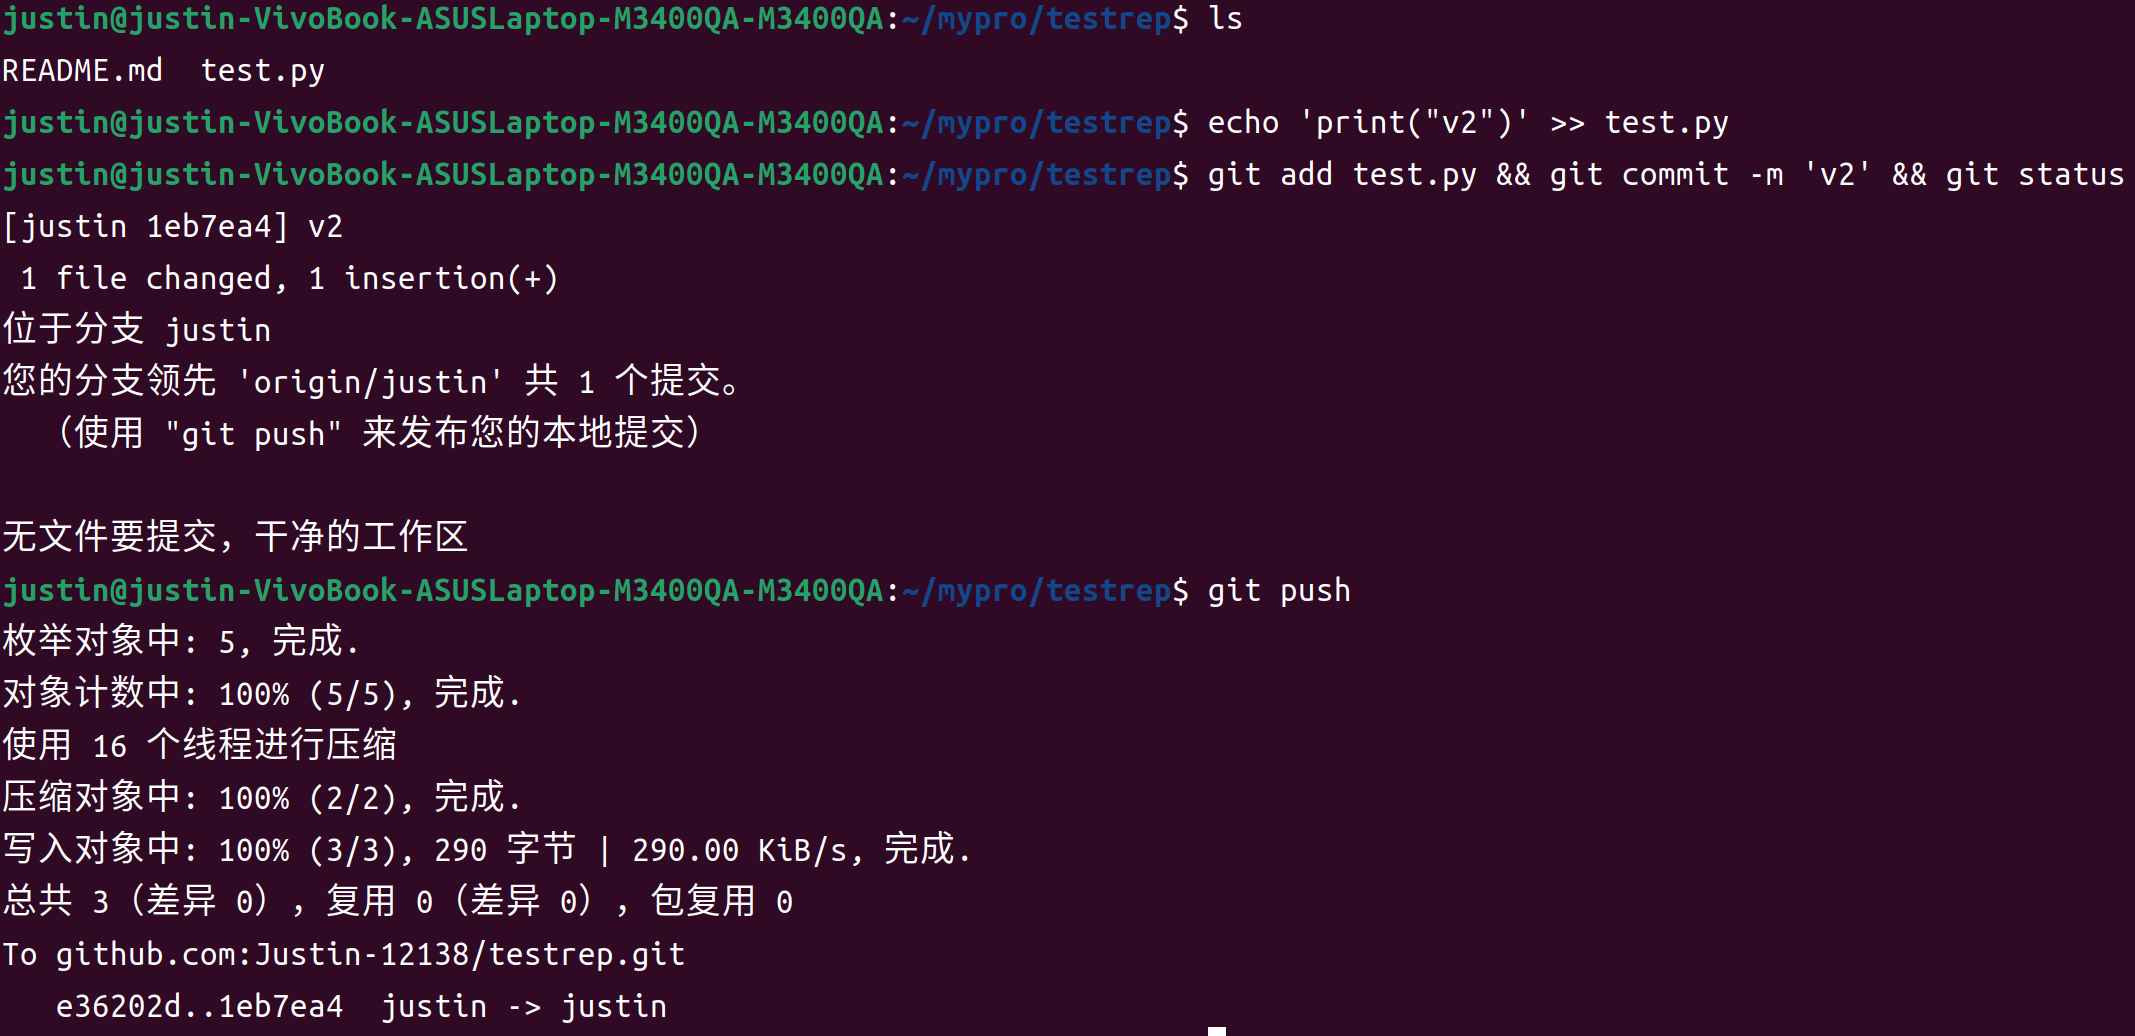 justin@justin-VivoBook-ASUSLaptop-M3400QA-M3400QA:~/mypro/testrep$ ls
README.md  test.py
justin@justin-VivoBook-ASUSLaptop-M3400QA-M3400QA:~/mypro/testrep$ echo 'print("v2")' >> test.py
justin@justin-VivoBook-ASUSLaptop-M3400QA-M3400QA:~/mypro/testrep$ git add test.py && git commit -m 'v2' && git status
[justin 1eb7ea4] v2
 1 file changed, 1 insertion(+)
位于分支 justin
您的分支领先 'origin/justin' 共 1 个提交。
  （使用 "git push" 来发布您的本地提交）
无文件要提交，干净的工作区
justin@justin-VivoBook-ASUSLaptop-M3400QA-M3400QA:~/mypro/testrep$ git push
枚举对象中: 5, 完成.
对象计数中: 100% (5/5), 完成.
使用 16 个线程进行压缩
压缩对象中: 100% (2/2), 完成.
写入对象中: 100% (3/3), 290 字节 | 290.00 KiB/s, 完成.
总共 3（差异 0），复用 0（差异 0），包复用 0
To github.com:Justin-12138/testrep.git
   e36202d..1eb7ea4  justin -> justin